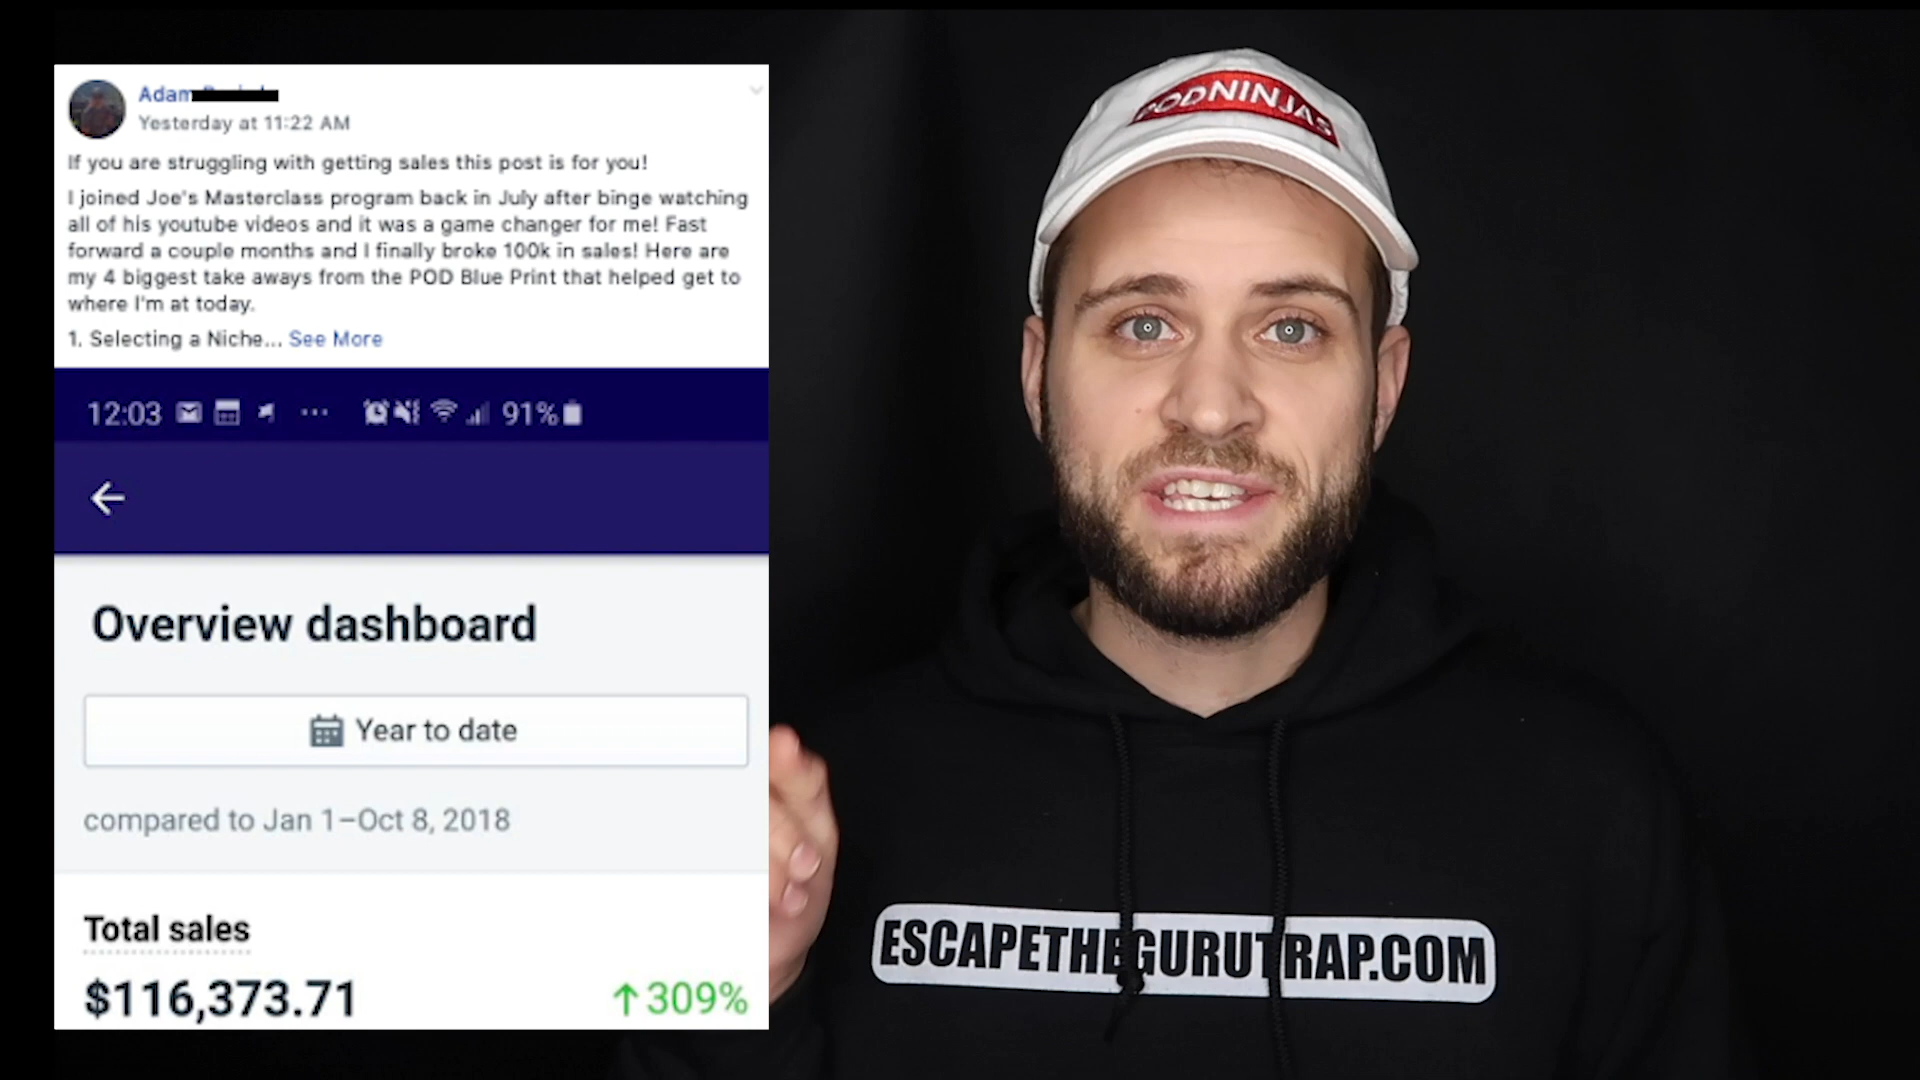 Adam
Yesterday at 11:22 AM
If you are struggling with getting sales this post is for you!
I joined Joe's Masterclass program back in July after binge watching
all of his youtube videos and it was a game changer for me! Fast
forward a couple months and I finally broke 100k in sales! Here are
my 4 biggest take aways from the POD Blue Print that helped get to
where I'm at today.
1. Selecting a Niche... See More
12:03 ... 91%
Overview dashboard
Year to date
compared to Jan 1–Oct 8, 2018
Total sales
$116,373.71 ↑309%
PODNINJAS
ESCAPETHEGURUTRAP.COM